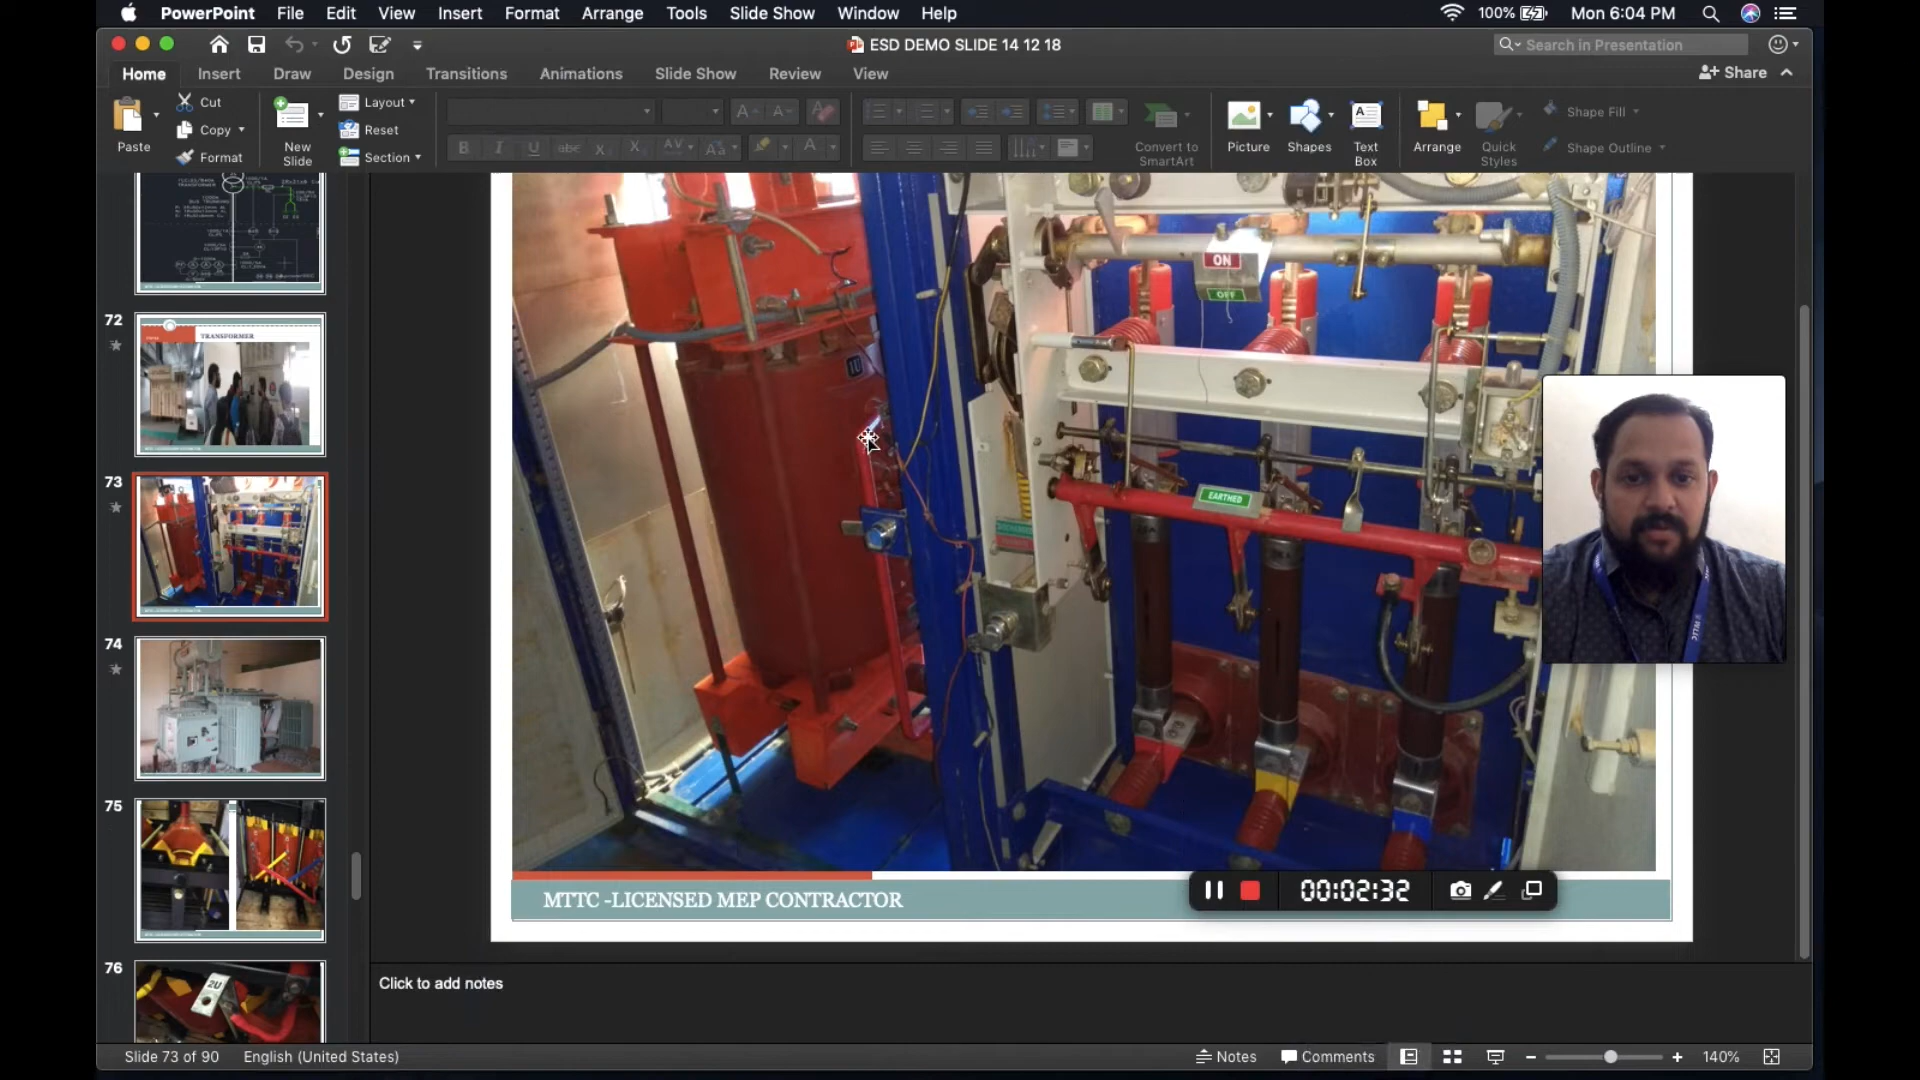 PowerPoint File Edit View Insert Format Arrange Tools Slide Show Window Help 100% Mon 6:04 PM
ESD DEMO SLIDE 14 12 18
Search in Presentation
Home Insert Draw Design Transitions Animations Slide Show Review View Share
Paste
Cut
Copy
Format
New Slide
Layout
Reset
Section
Convert to SmartArt
Picture
Shapes
Text Box
Arrange
Quick Styles
Shape Fill
Shape Outline
72
TRANSFORMER
73
74
75
76
2U
ON
OFF
1U
EARTHED
MTTC -LICENSED MEP CONTRACTOR
00:02:32
Click to add notes
Slide 73 of 90 English (United States) Notes Comments 140%